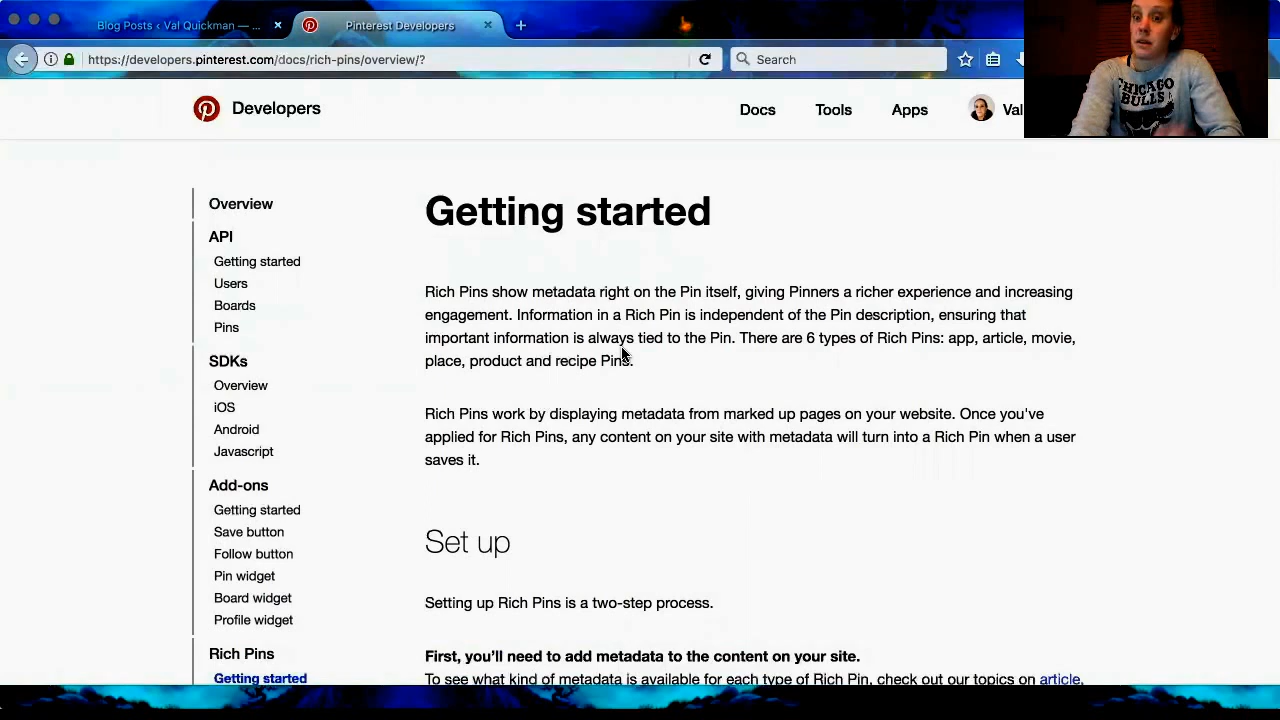 Blog Posts ‹ Val Quickman — ...
Pinterest Developers
https://developers.pinterest.com/docs/rich-pins/overview/?
Search
CHICAGO
BULLS
Developers
Docs
Tools
Apps
Val
Overview
API
Getting started
Users
Boards
Pins
SDKs
Overview
iOS
Android
Javascript
Add-ons
Getting started
Save button
Follow button
Pin widget
Board widget
Profile widget
Rich Pins
Getting started
Getting started
Rich Pins show metadata right on the Pin itself, giving Pinners a richer experience and increasing
engagement. Information in a Rich Pin is independent of the Pin description, ensuring that
important information is always tied to the Pin. There are 6 types of Rich Pins: app, article, movie,
place, product and recipe Pins.
Rich Pins work by displaying metadata from marked up pages on your website. Once you've
applied for Rich Pins, any content on your site with metadata will turn into a Rich Pin when a user
saves it.
Set up
Setting up Rich Pins is a two-step process.
First, you’ll need to add metadata to the content on your site.
To see what kind of metadata is available for each type of Rich Pin, check out our topics on article,